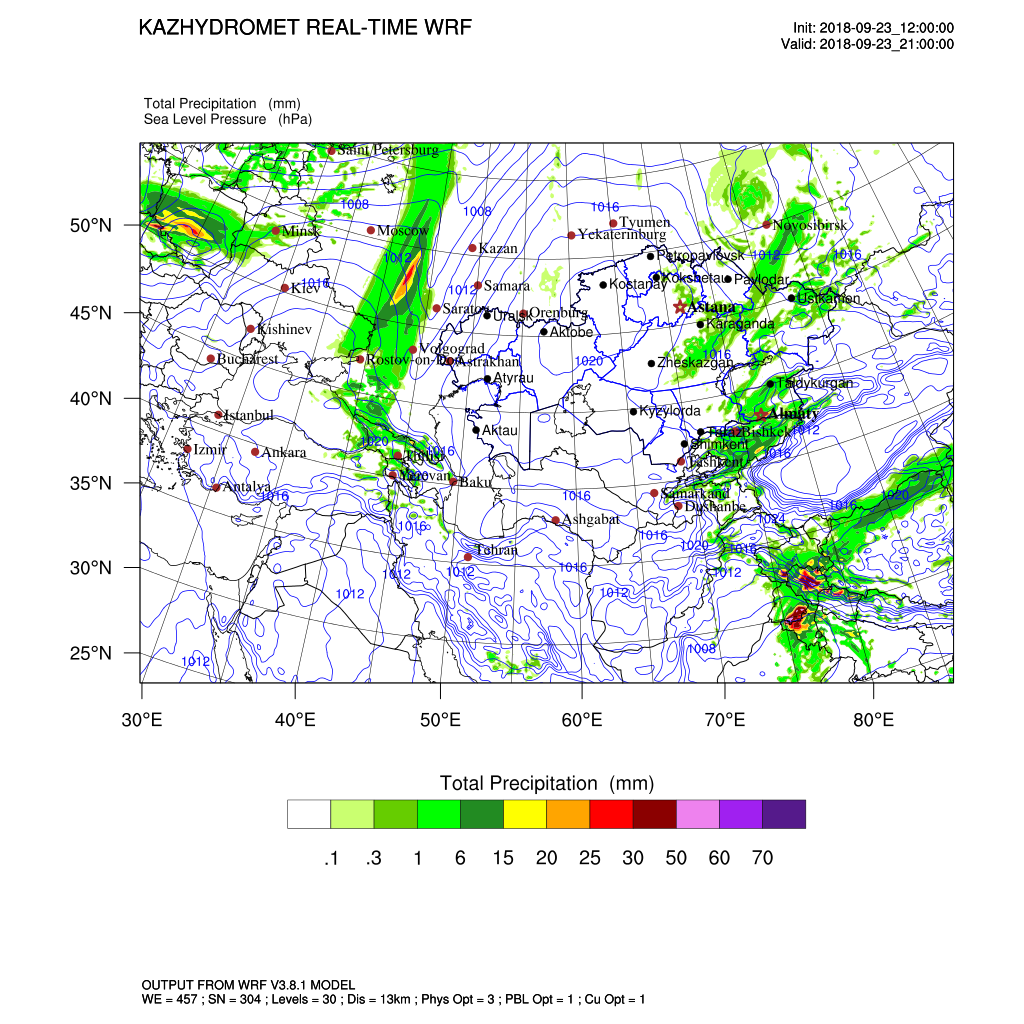 KAZHYDROMET REAL-TIME WRF
Init: 2018-09-23_12:00:00
Valid: 2018-09-23_21:00:00
Total Precipitation (mm)
Sea Level Pressure (hPa)
Saint Petersburg
1008
1008
1016
Tyumen
50°N
Minsk
Moscow
Yekaterinburg
Novosibirsk
Kazan
1012
Petropavlovsk
1012
1016
Kiev
1016
Samara
1012
Kostanay
Kokshetau
Pavlodar
Ustkamon
45°N
Saratov
Uralsk
Orenburg
Astana
Kishinev
Aktobe
Karaganda
Bucharest
Rostov-on-Don
Volgograd
Astrakhan
1020
Zheskazgan
1016
Atyrau
Taldykurgan
40°N
Istanbul
Kyzylorda
Almaty
Aktau
Taraz
Bishkek
1012
1020
Shimkent
Izmir
Ankara
Tbilisi
1016
1016
Tashkent
35°N
Antalya
Yerevan
Baku
1016
1016
Samarkand
1020
Dushanbe
1016
1016
Ashgabat
1024
1016
1020
1016
Tehran
30°N
1012
1012
1016
1012
1012
1012
1008
25°N
1012
30°E
40°E
50°E
60°E
70°E
80°E
Total Precipitation (mm)
.1 .3 1 6 15 20 25 30 50 60 70
OUTPUT FROM WRF V3.8.1 MODEL
WE = 457 ; SN = 304 ; Levels = 30 ; Dis = 13km ; Phys Opt = 3 ; PBL Opt = 1 ; Cu Opt = 1